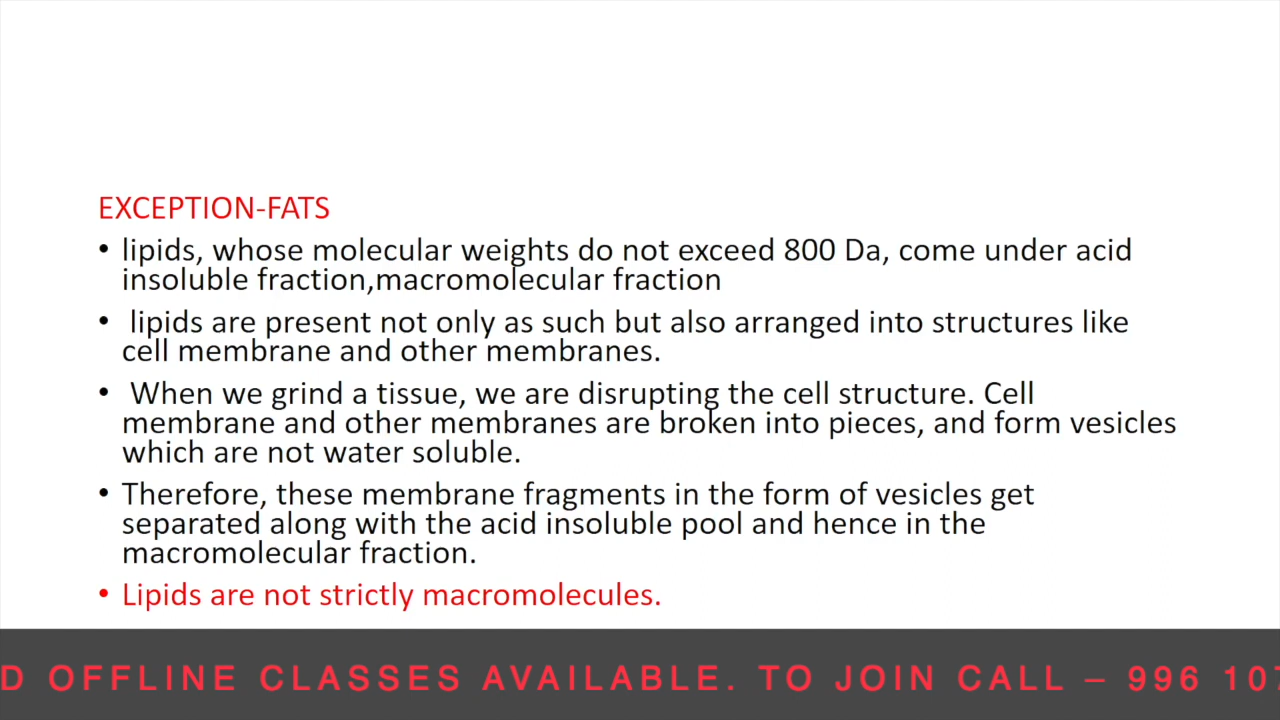 EXCEPTION-FATS
• lipids, whose molecular weights do not exceed 800 Da, come under acid
insoluble fraction,macromolecular fraction
• lipids are present not only as such but also arranged into structures like
cell membrane and other membranes.
• When we grind a tissue, we are disrupting the cell structure. Cell
membrane and other membranes are broken into pieces, and form vesicles
which are not water soluble.
• Therefore, these membrane fragments in the form of vesicles get
separated along with the acid insoluble pool and hence in the
macromolecular fraction.
• Lipids are not strictly macromolecules.
D OFFLINE CLASSES AVAILABLE. TO JOIN CALL – 996 10